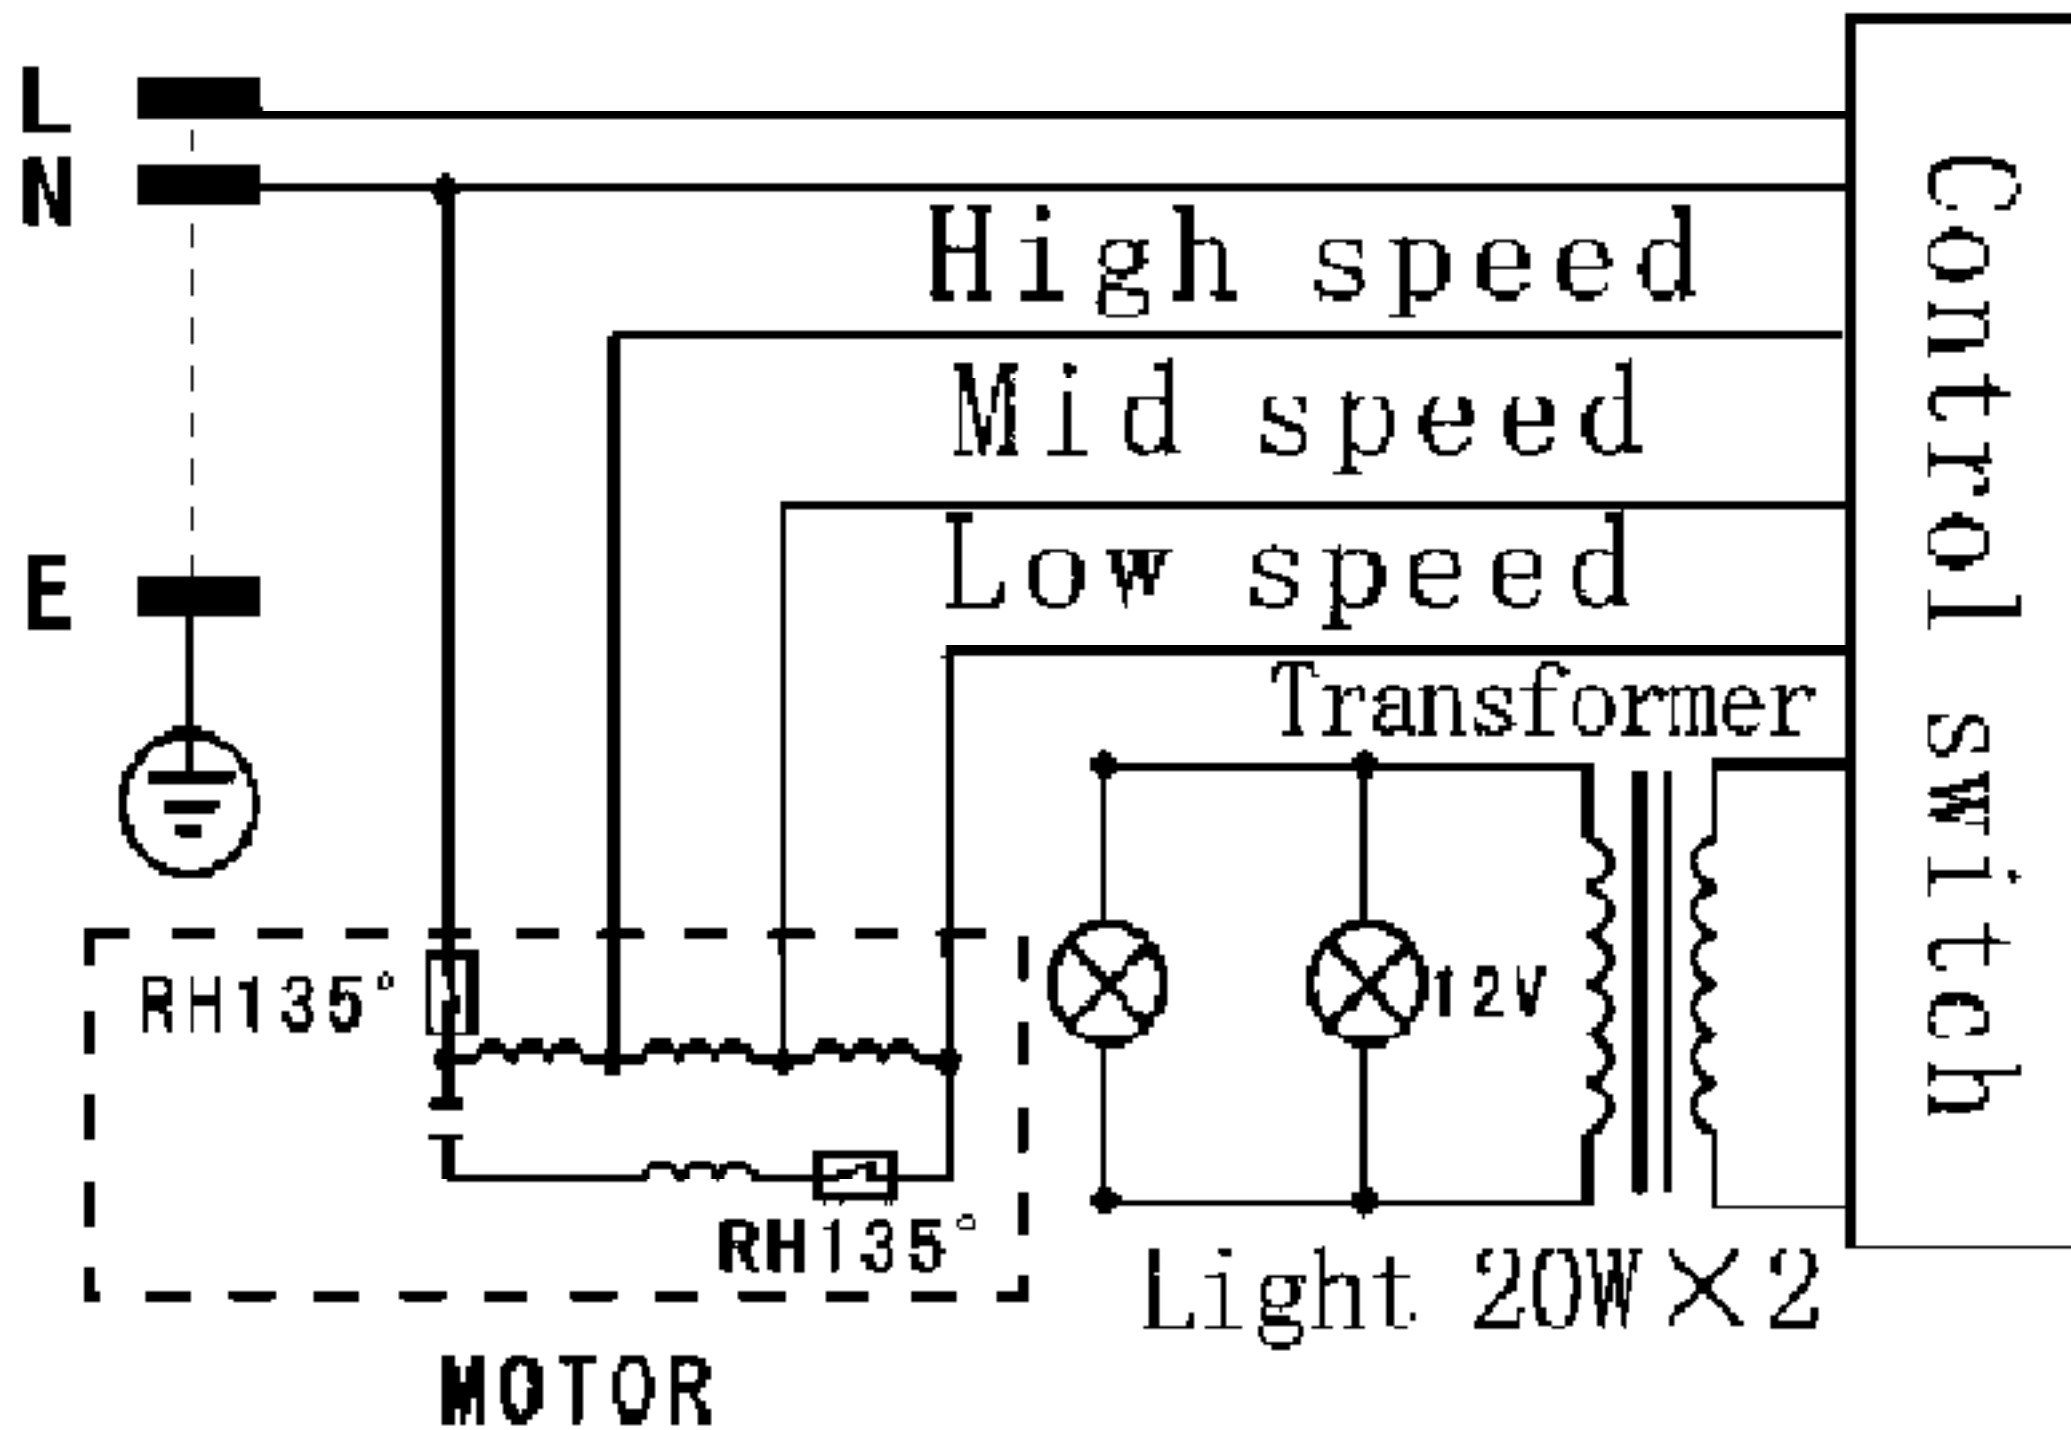 L
N
High speed
Mid speed
Low speed
E
Transformer
Control switch
RH135°
12V
RH135°
Light 20W×2
MOTOR